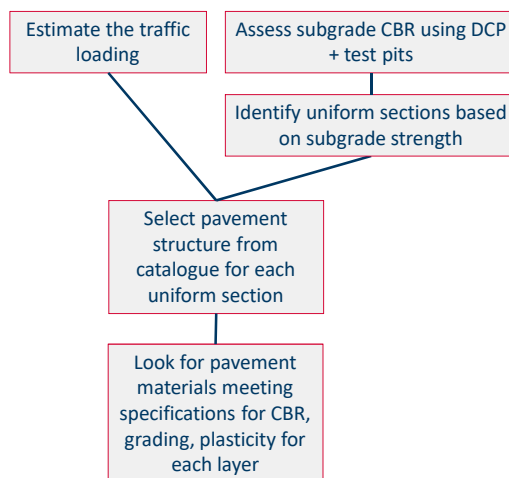 Estimate the traffic
loading
Assess subgrade CBR using DCP
+ test pits
Identify uniform sections based
on subgrade strength
Select pavement
structure from
catalogue for each
uniform section
Look for pavement
materials meeting
specifications for CBR,
grading, plasticity for
each layer